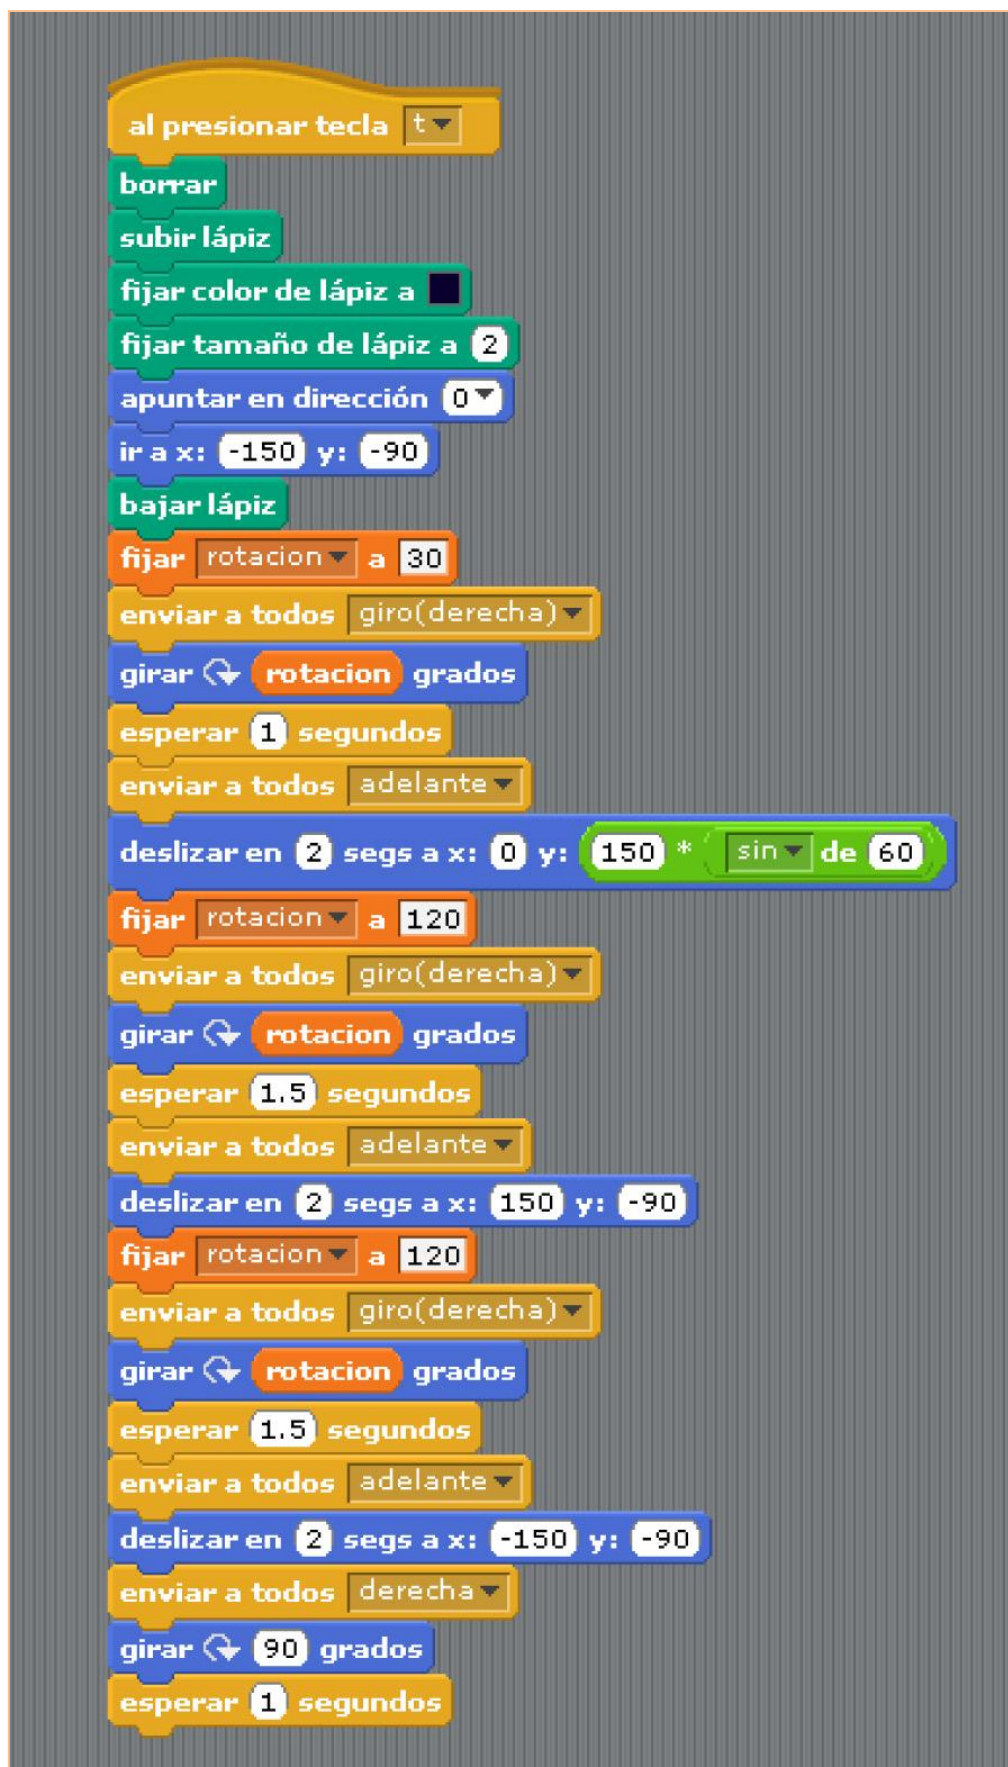 al presionar tecla t
borrar
subir lápiz
fijar color de lápiz a
fijar tamaño de lápiz a 2
apuntar en dirección 0
ir a x: -150 y: -90
bajar lápiz
fijar rotacion a 30
enviar a todos giro(derecha)
girar rotacion grados
esperar 1 segundos
enviar a todos adelante
deslizar en 2 segs a x: 0 y: 150 * sin de 60
fijar rotacion a 120
enviar a todos giro(derecha)
girar rotacion grados
esperar 1.5 segundos
enviar a todos adelante
deslizar en 2 segs a x: 150 y: -90
fijar rotacion a 120
enviar a todos giro(derecha)
girar rotacion grados
esperar 1.5 segundos
enviar a todos adelante
deslizar en 2 segs a x: -150 y: -90
enviar a todos derecha
girar 90 grados
esperar 1 segundos